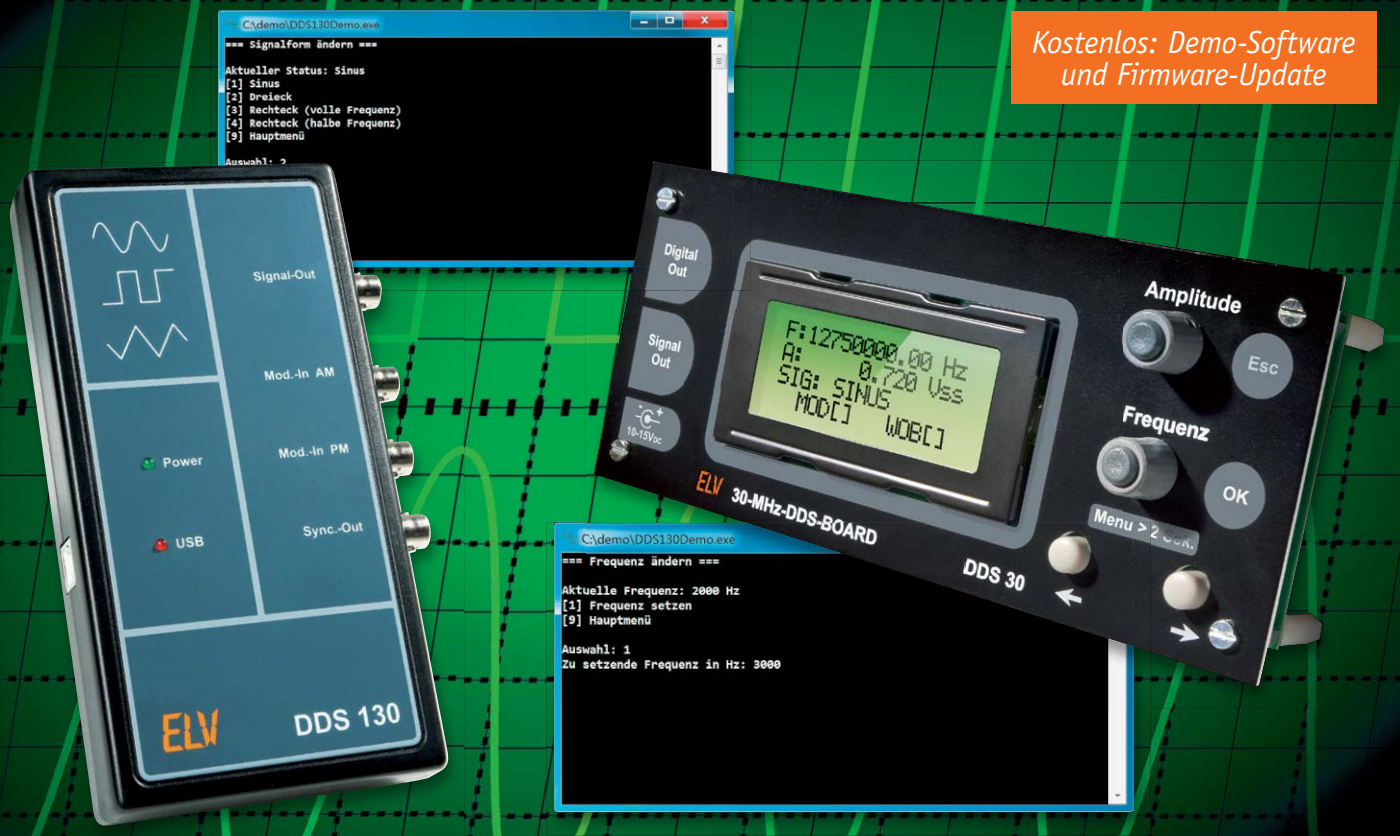 C:\demo\DDS130Demo.exe
=== Signalform ändern ===
Aktueller Status: Sinus
[1] Sinus
[2] Dreieck
[3] Rechteck (volle Frequenz)
[4] Rechteck (halbe Frequenz)
[9] Hauptmenü
Auswahl: 2
Kostenlos: Demo-Software
und Firmware-Update
Signal-Out
Mod.-In AM
Mod.-In PM
Sync.-Out
Power
USB
ELV
DDS 130
Digital
Out
Signal
Out
- +
10-15VDC
F:12750000.00 Hz
A: 0.720 Vss
SIG: SINUS
MOD[] WOB[]
Amplitude
Esc
Frequenz
OK
Menu > 2 Sek.
ELV 30-MHz-DDS-BOARD
DDS 30
C:\demo\DDS130Demo.exe
=== Frequenz ändern ===
Aktuelle Frequenz: 2000 Hz
[1] Frequenz setzen
[9] Hauptmenü
Auswahl: 1
Zu setzende Frequenz in Hz: 3000